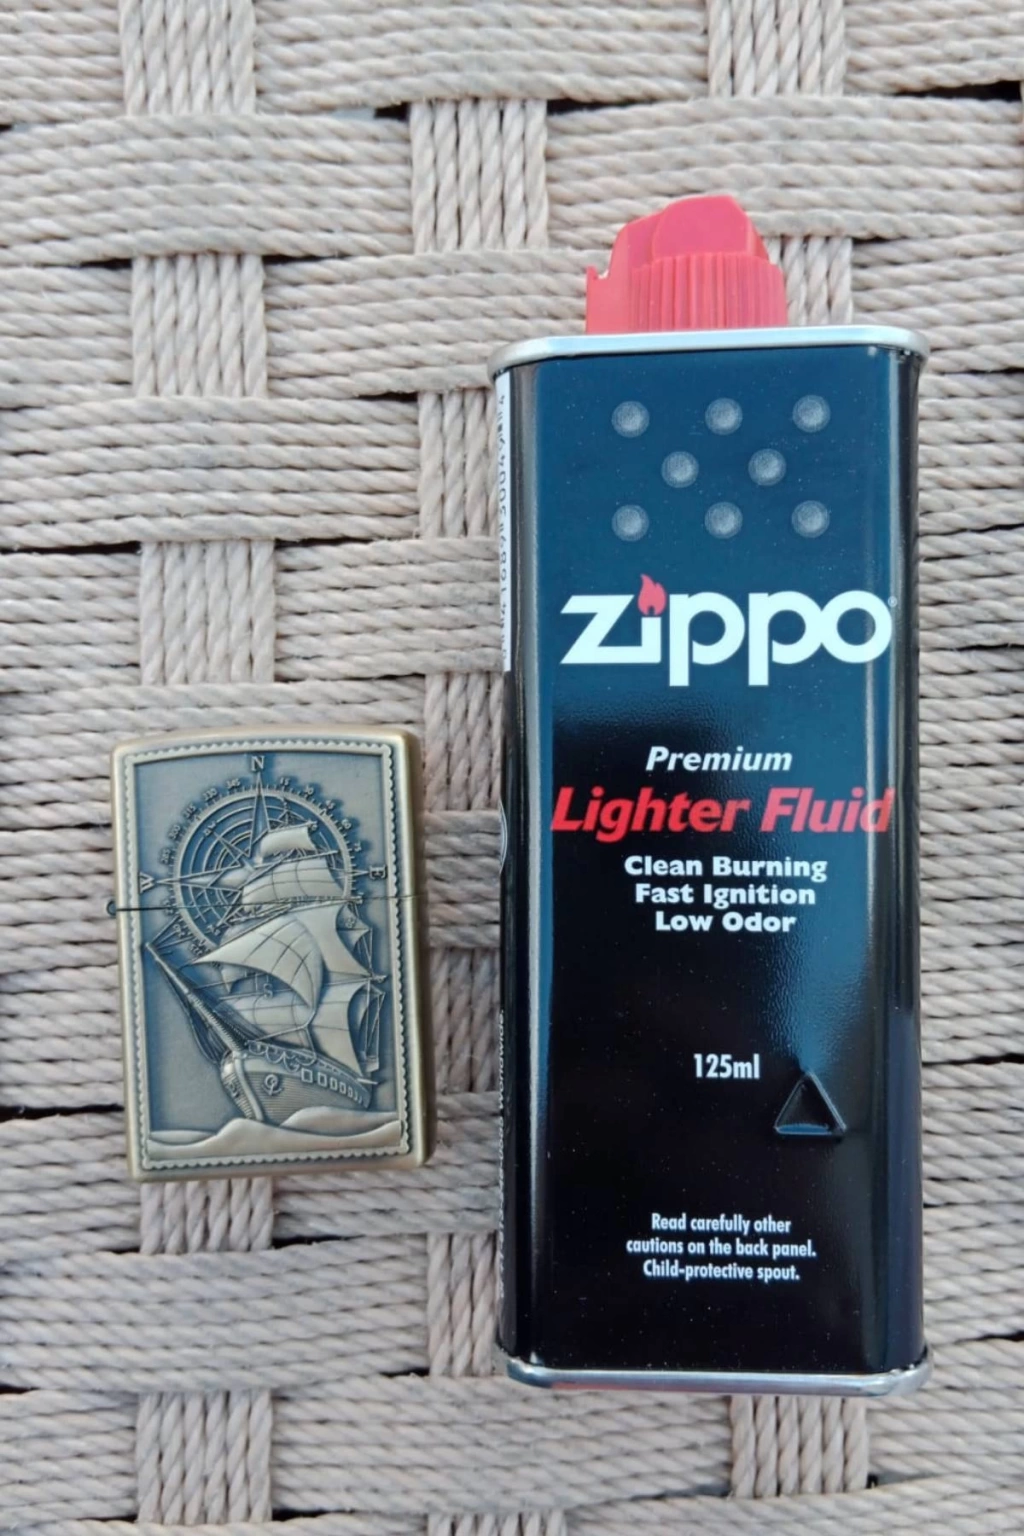 zippo
Premium
Lighter Fluid
Clean Burning
Fast Ignition
Low Odor
125ml
Read carefully other
cautions on the back panel.
Child-protective spout.
N
W E
S